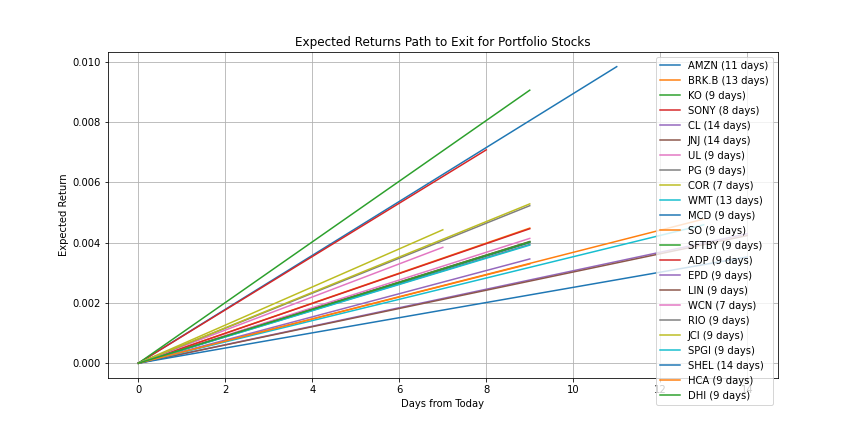 Expected Returns Path to Exit for Portfolio Stocks
Expected Return
0.010
0.008
0.006
0.004
0.002
0.000
0
2
4
6
8
10
12
14
Days from Today
AMZN (11 days)
BRK.B (13 days)
KO (9 days)
SONY (8 days)
CL (14 days)
JNJ (14 days)
UL (9 days)
PG (9 days)
COR (7 days)
WMT (13 days)
MCD (9 days)
SO (9 days)
SFTBY (9 days)
ADP (9 days)
EPD (9 days)
LIN (9 days)
WCN (7 days)
RIO (9 days)
JCI (9 days)
SPGI (9 days)
SHEL (14 days)
HCA (9 days)
DHI (9 days)